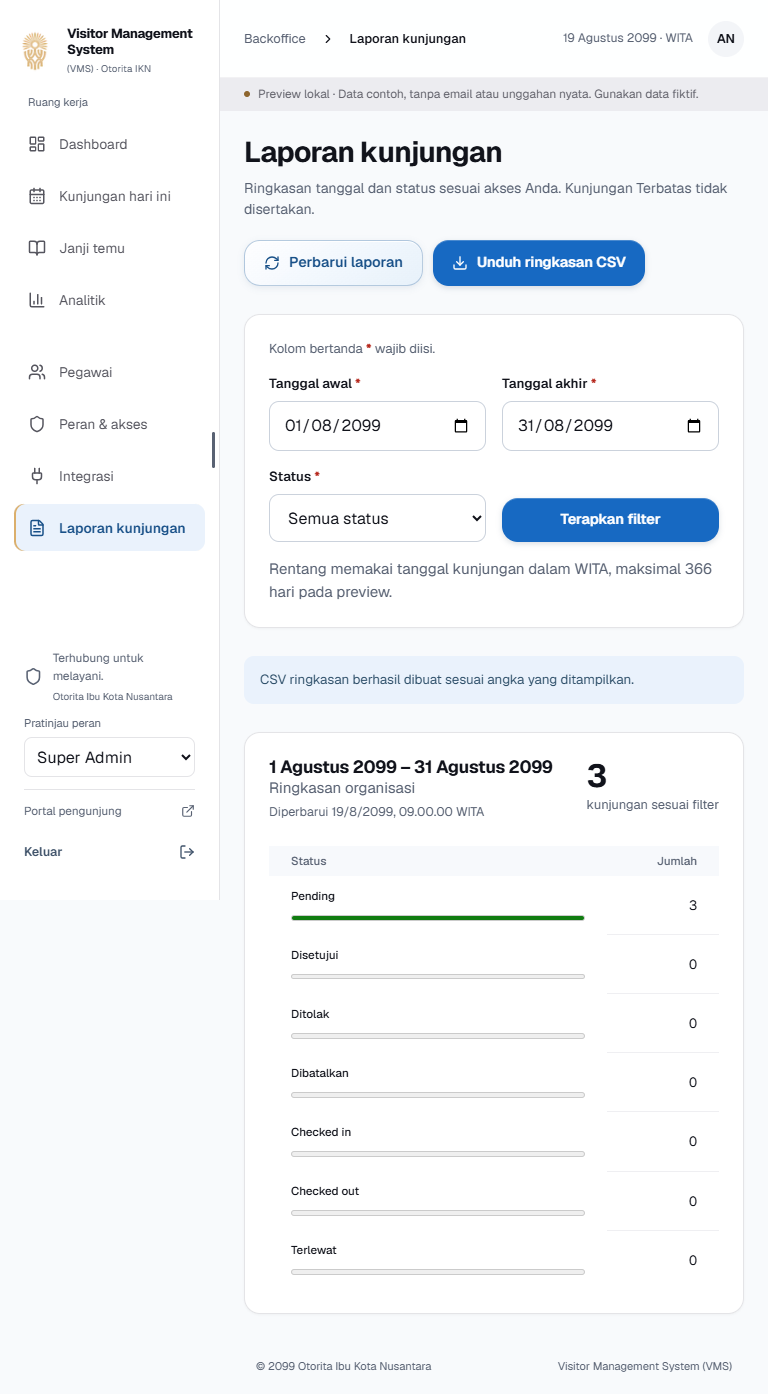 Visitor Management
System
(VMS) · Otorita IKN
Ruang kerja
Dashboard
Kunjungan hari ini
Janji temu
Analitik
Pegawai
Peran & akses
Integrasi
Laporan kunjungan
Terhubung untuk
melayani.
Otorita Ibu Kota Nusantara
Pratinjau peran
Super Admin
Portal pengunjung
Keluar
Backoffice
Laporan kunjungan
19 Agustus 2099 · WITA
AN
Preview lokal · Data contoh, tanpa email atau unggahan nyata. Gunakan data fiktif.
Laporan kunjungan
Ringkasan tanggal dan status sesuai akses Anda. Kunjungan Terbatas tidak
disertakan.
Perbarui laporan
Unduh ringkasan CSV
Kolom bertanda * wajib diisi.
Tanggal awal *
Tanggal akhir *
01/08/2099
31/08/2099
Status *
Semua status
Terapkan filter
Rentang memakai tanggal kunjungan dalam WITA, maksimal 366
hari pada preview.
CSV ringkasan berhasil dibuat sesuai angka yang ditampilkan.
1 Agustus 2099 – 31 Agustus 2099
Ringkasan organisasi
Diperbarui 19/8/2099, 09.00.00 WITA
3
kunjungan sesuai filter
Status Jumlah
Pending 3
Disetujui 0
Ditolak 0
Dibatalkan 0
Checked in 0
Checked out 0
Terlewat 0
© 2099 Otorita Ibu Kota Nusantara
Visitor Management System (VMS)